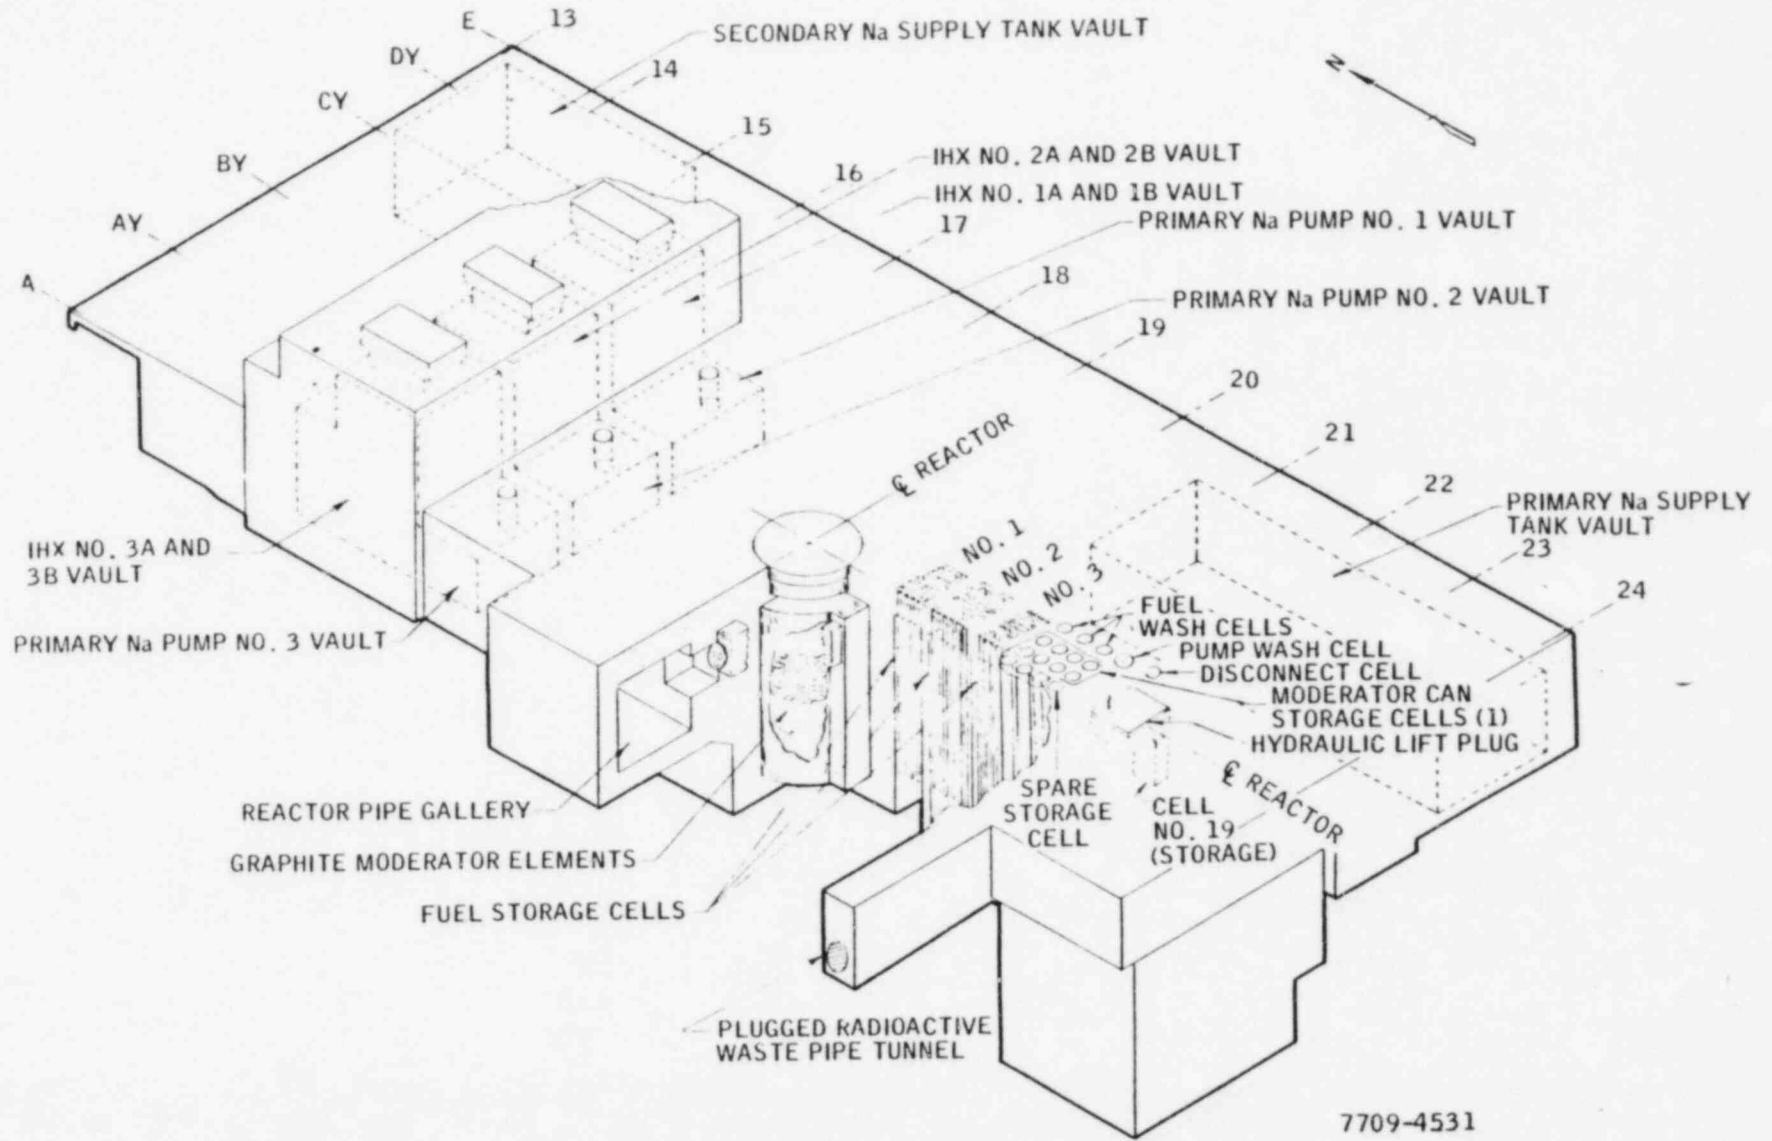 E
13
SECONDARY Na SUPPLY TANK VAULT
DY
14
N
CY
15
BY
16
IHX NO. 2A AND 2B VAULT
IHX NO. 1A AND 1B VAULT
AY
17
PRIMARY Na PUMP NO. 1 VAULT
A
18
PRIMARY Na PUMP NO. 2 VAULT
19
20
℄ REACTOR
21
22
PRIMARY Na SUPPLY
TANK VAULT
23
IHX NO. 3A AND
3B VAULT
NO. 1
NO. 2
NO. 3
24
FUEL
WASH CELLS
PRIMARY Na PUMP NO. 3 VAULT
PUMP WASH CELL
DISCONNECT CELL
MODERATOR CAN
STORAGE CELLS (1)
HYDRAULIC LIFT PLUG
REACTOR PIPE GALLERY
℄ REACTOR
SPARE
STORAGE
CELL
CELL
NO. 19
(STORAGE)
GRAPHITE MODERATOR ELEMENTS
FUEL STORAGE CELLS
PLUGGED RADIOACTIVE
WASTE PIPE TUNNEL
7709-4531